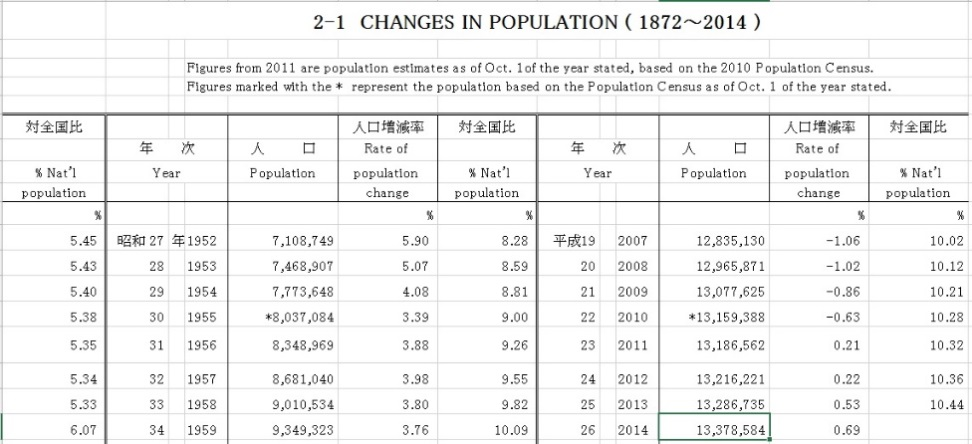 2-1 CHANGES IN POPULATION ( 1872～2014 )
Figures from 2011 are population estimates as of Oct. 1of the year stated, based on the 2010 Population Census.
Figures marked with the * represent the population based on the Population Census as of Oct. 1 of the year stated.
対全国比 人口増減率 対全国比 人口増減率 対全国比
年 次 人 口 Rate of 年 次 人 口 Rate of
% Nat'l Year Population population % Nat'l Year Population population % Nat'l
population change population change population
% % % % %
5.45 昭和 27 年 1952 7,108,749 5.90 8.28 平成19 2007 12,835,130 -1.06 10.02
5.43 28 1953 7,468,907 5.07 8.59 20 2008 12,965,871 -1.02 10.12
5.40 29 1954 7,773,648 4.08 8.81 21 2009 13,077,625 -0.86 10.21
5.38 30 1955 *8,037,084 3.39 9.00 22 2010 *13,159,388 -0.63 10.28
5.35 31 1956 8,348,969 3.88 9.26 23 2011 13,186,562 0.21 10.32
5.34 32 1957 8,681,040 3.98 9.55 24 2012 13,216,221 0.22 10.36
5.33 33 1958 9,010,534 3.80 9.82 25 2013 13,286,735 0.53 10.44
6.07 34 1959 9,349,323 3.76 10.09 26 2014 13,378,584 0.69